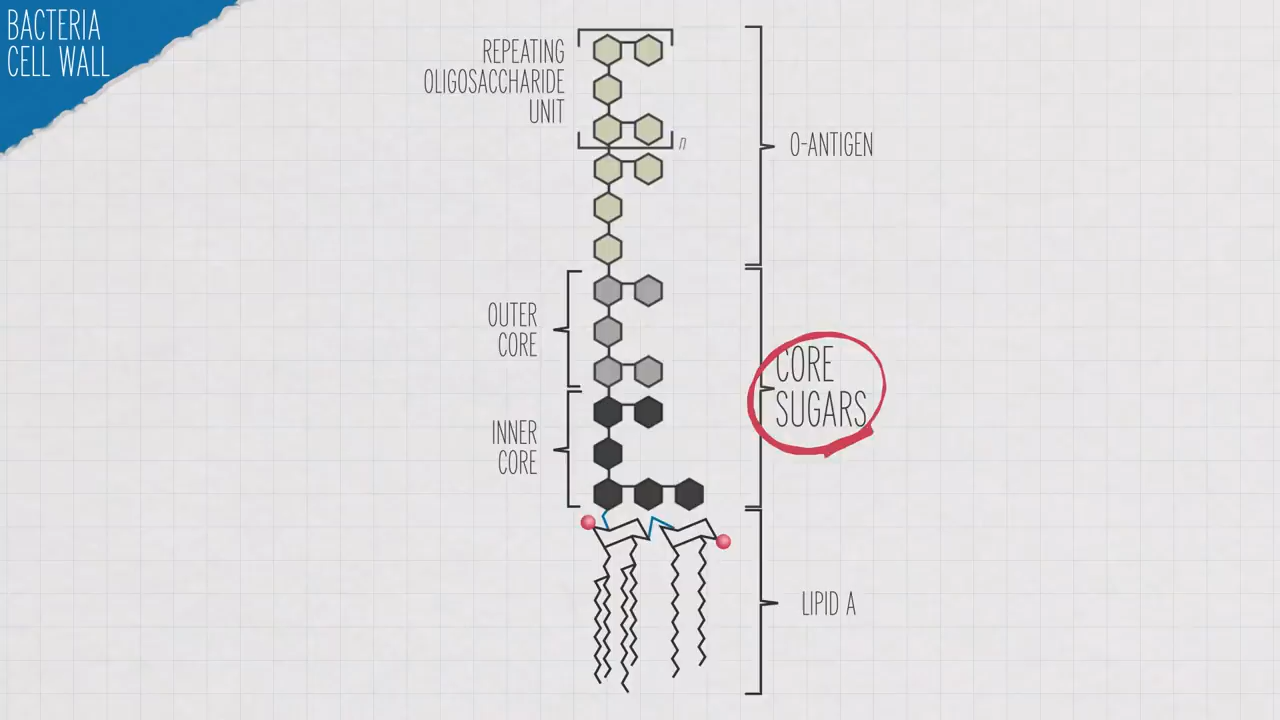 BACTERIA
CELL WALL
REPEATING
OLIGOSACCHARIDE
UNIT
n
O-ANTIGEN
OUTER
CORE
CORE
SUGARS
INNER
CORE
LIPID A